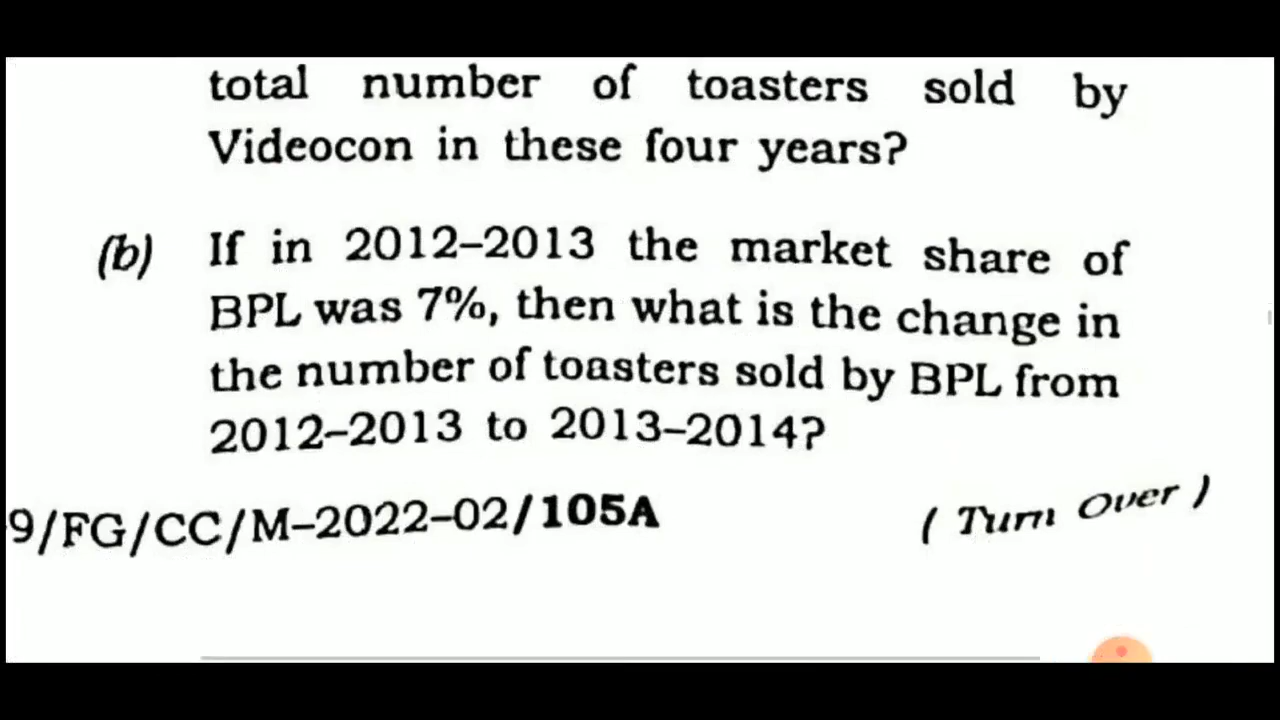 total number of toasters sold by
Videocon in these four years?
(b) If in 2012–2013 the market share of
BPL was 7%, then what is the change in
the number of toasters sold by BPL from
2012–2013 to 2013–2014?
9/FG/CC/M–2022–02/105A ( Turn Over )